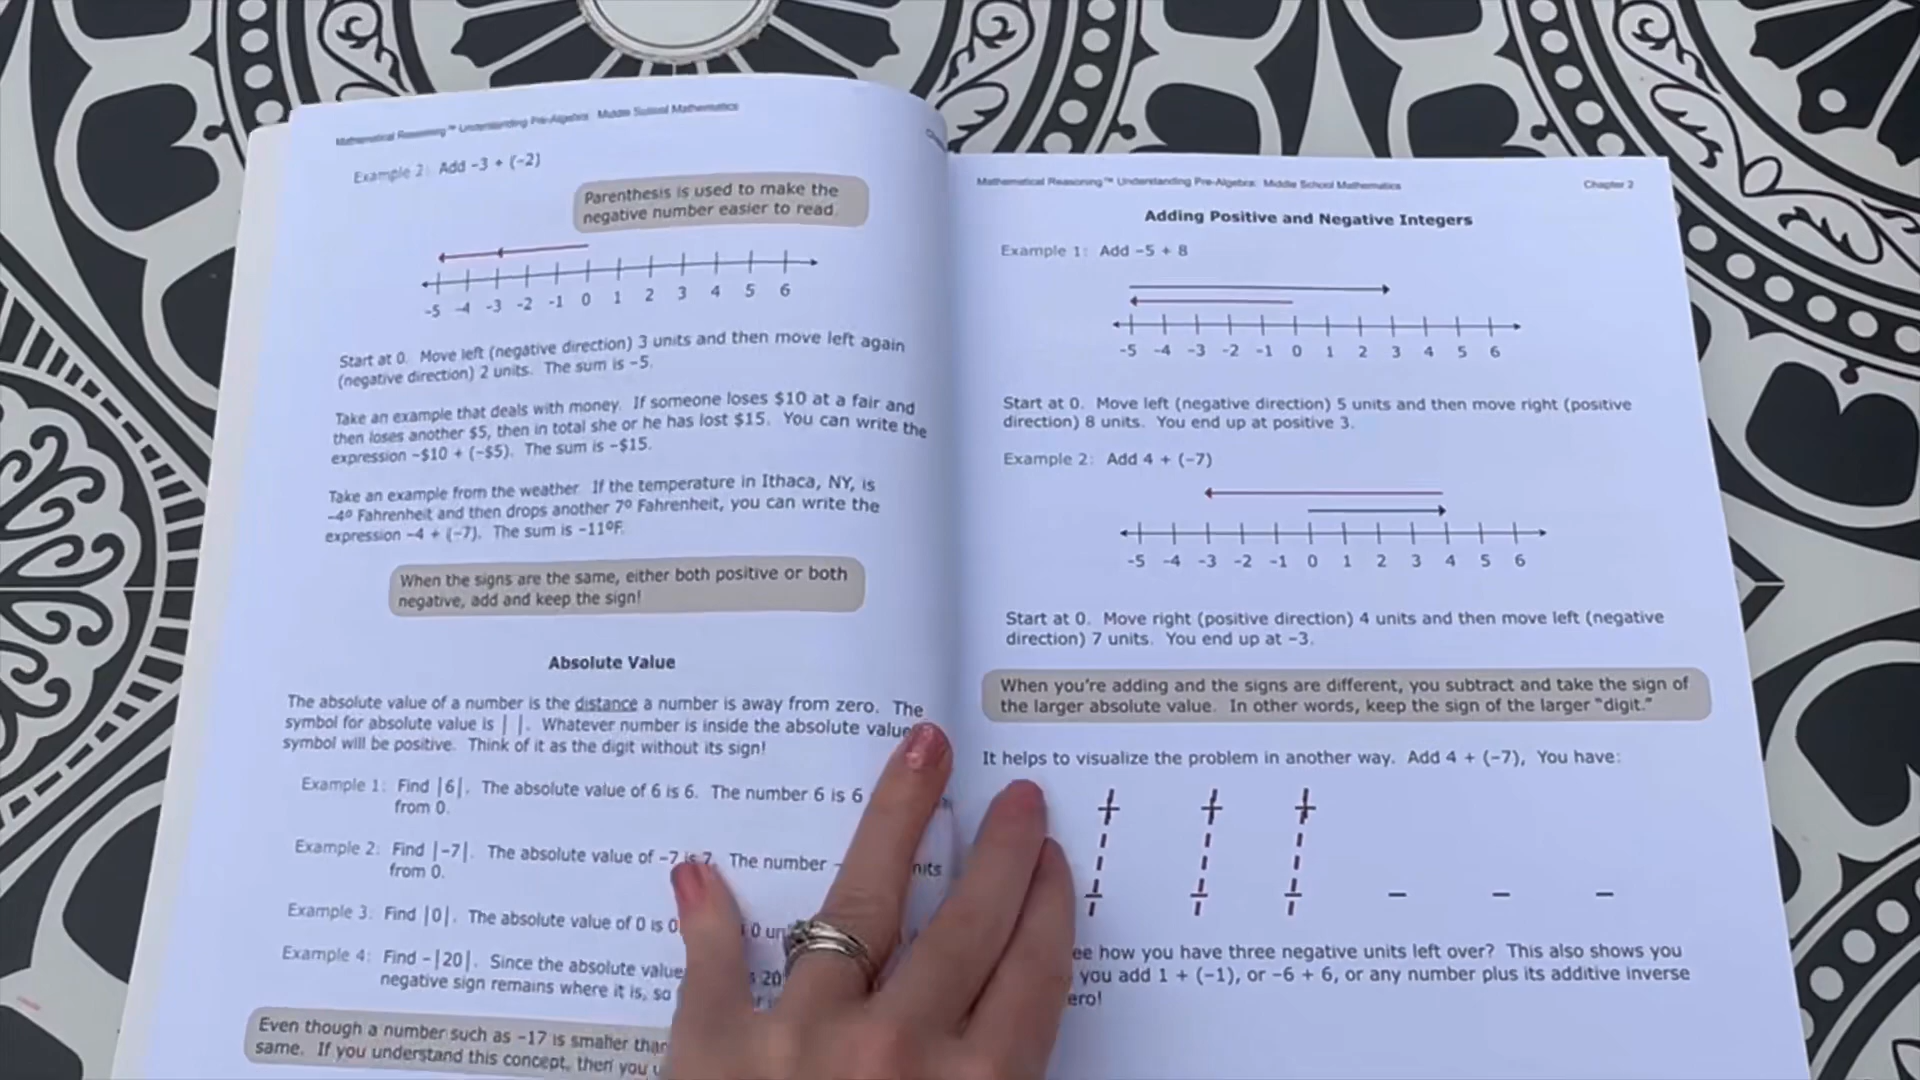 Mathematical Reasoning™ Understanding Pre-Algebra: Middle School Mathematics
Example 2: Add −3 + (−2)
Parenthesis is used to make the
negative number easier to read.
-5 -4 -3 -2 -1 0 1 2 3 4 5 6
Start at 0. Move left (negative direction) 3 units and then move left again
(negative direction) 2 units. The sum is −5.
Take an example that deals with money. If someone loses $10 at a fair and
then loses another $5, then in total she or he has lost $15. You can write the
expression −$10 + (−$5). The sum is −$15.
Take an example from the weather. If the temperature in Ithaca, NY, is
−4º Fahrenheit and then drops another 7º Fahrenheit, you can write the
expression −4 + (−7). The sum is −11ºF.
When the signs are the same, either both positive or both
negative, add and keep the sign!
Absolute Value
The absolute value of a number is the distance a number is away from zero. The
symbol for absolute value is | |. Whatever number is inside the absolute value
symbol will be positive. Think of it as the digit without its sign!
Example 1: Find |6|. The absolute value of 6 is 6. The number 6 is 6
from 0.
Example 2: Find |−7|. The absolute value of −7 is 7. The number
from 0.
Example 3: Find |0|. The absolute value of 0 is 0
Example 4: Find −|20|. Since the absolute value
negative sign remains where it is, so
Even though a number such as −17 is smaller than
same. If you understand this concept, then you
Mathematical Reasoning™ Understanding Pre-Algebra: Middle School Mathematics Chapter 2
Adding Positive and Negative Integers
Example 1: Add −5 + 8
-5 -4 -3 -2 -1 0 1 2 3 4 5 6
Start at 0. Move left (negative direction) 5 units and then move right (positive
direction) 8 units. You end up at positive 3.
Example 2: Add 4 + (−7)
-5 -4 -3 -2 -1 0 1 2 3 4 5 6
Start at 0. Move right (positive direction) 4 units and then move left (negative
direction) 7 units. You end up at −3.
When you're adding and the signs are different, you subtract and take the sign of
the larger absolute value. In other words, keep the sign of the larger “digit.”
It helps to visualize the problem in another way. Add 4 + (−7), You have:
+ + +
− − − − − −
how you have three negative units left over? This also shows you
you add 1 + (−1), or −6 + 6, or any number plus its additive inverse